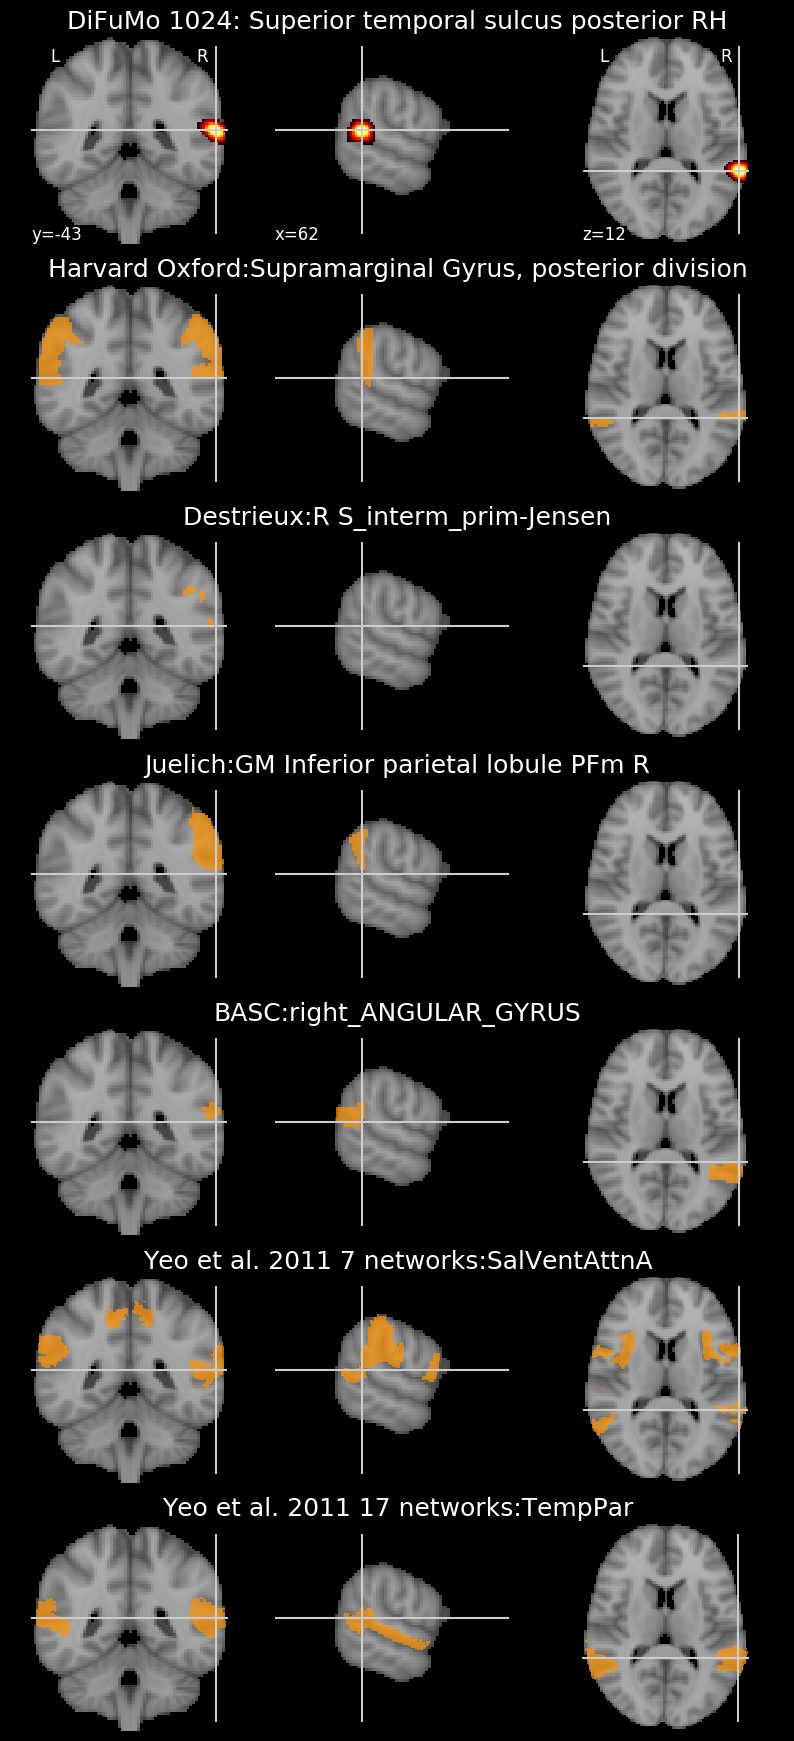 DiFuMo 1024: Superior temporal sulcus posterior RH
L R L R
y=-43 x=62 z=12
Harvard Oxford:Supramarginal Gyrus, posterior division
Destrieux:R S_interm_prim-Jensen
Juelich:GM Inferior parietal lobule PFm R
BASC:right_ANGULAR_GYRUS
Yeo et al. 2011 7 networks:SalVentAttnA
Yeo et al. 2011 17 networks:TempPar